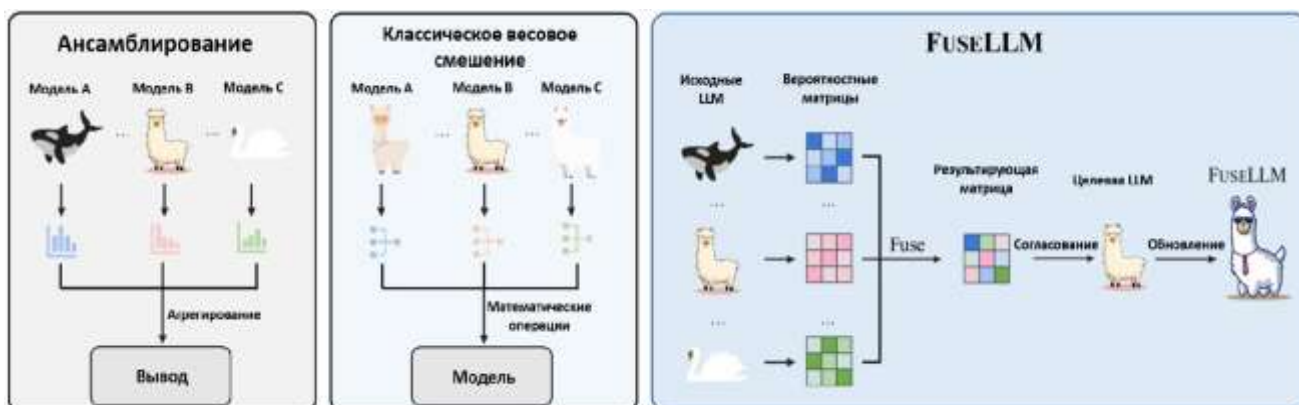 Ансамблирование
Модель A
Модель B
Модель C
...
...
Агрегирование
Вывод
Классическое весовое
смешение
Модель A
Модель B
Модель C
...
...
Математические
операции
Модель
FUSELLM
Исходные
LLM
Вероятностные
матрицы
...
...
...
...
Fuse
Результирующая
матрица
Согласование
Целевая LLM
Обновление
FUSELLM